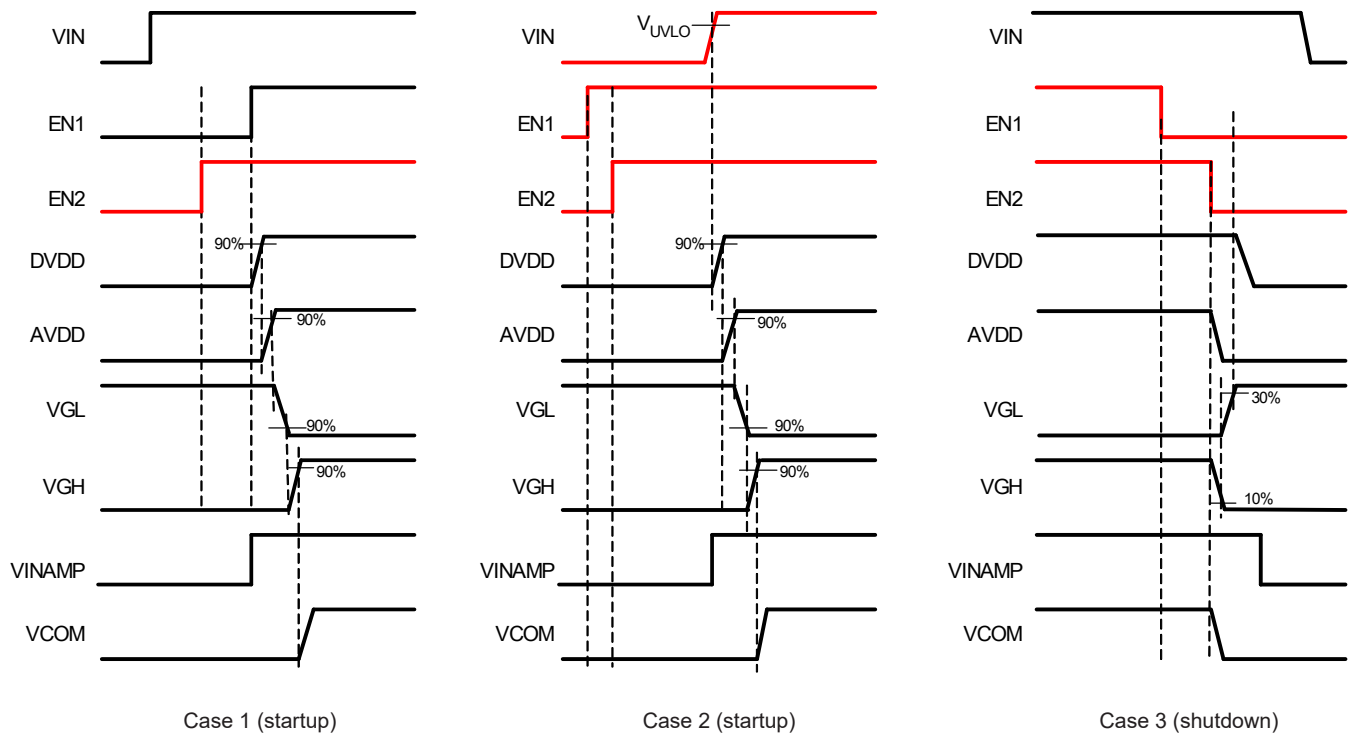 VIN
EN1
EN2
DVDD
90%
AVDD
90%
VGL
90%
VGH
90%
VINAMP
VCOM
Case 1 (startup)
VIN
VUVLO
EN1
EN2
DVDD
90%
AVDD
90%
VGL
90%
VGH
90%
VINAMP
VCOM
Case 2 (startup)
VIN
EN1
EN2
DVDD
AVDD
VGL
30%
VGH
10%
VINAMP
VCOM
Case 3 (shutdown)